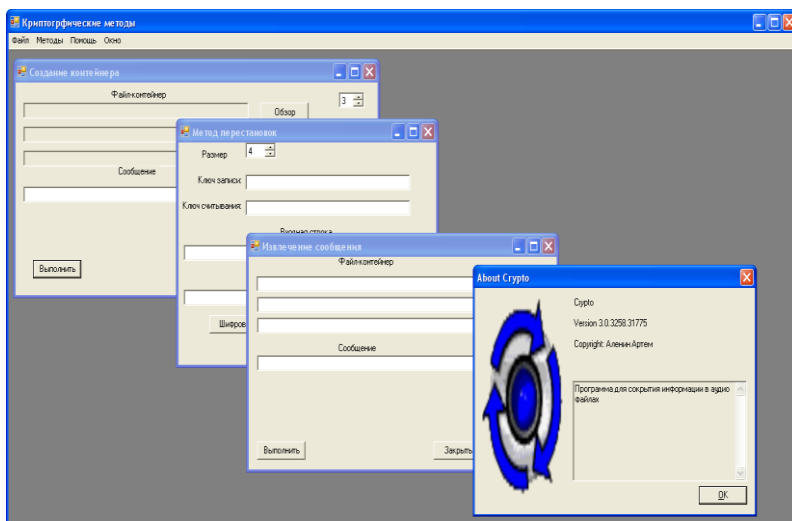 Криптогрфические методы
Файл Методы Помощь Окно
Создание контейнера
Файл-контейнер
Обзор
3
Сообщение
Выполнить
Метод перестановок
Размер
4
Ключ записи:
Ключ считывания:
Входная строка
Извлечение сообщения
Файл-контейнер
Сообщение
Выполнить
Закрыть
About Crypto
Crypto
Version 3.0.3258.31775
Copyright: Аленин Артем
Программа для сокрытия информации в аудио
файлах
OK